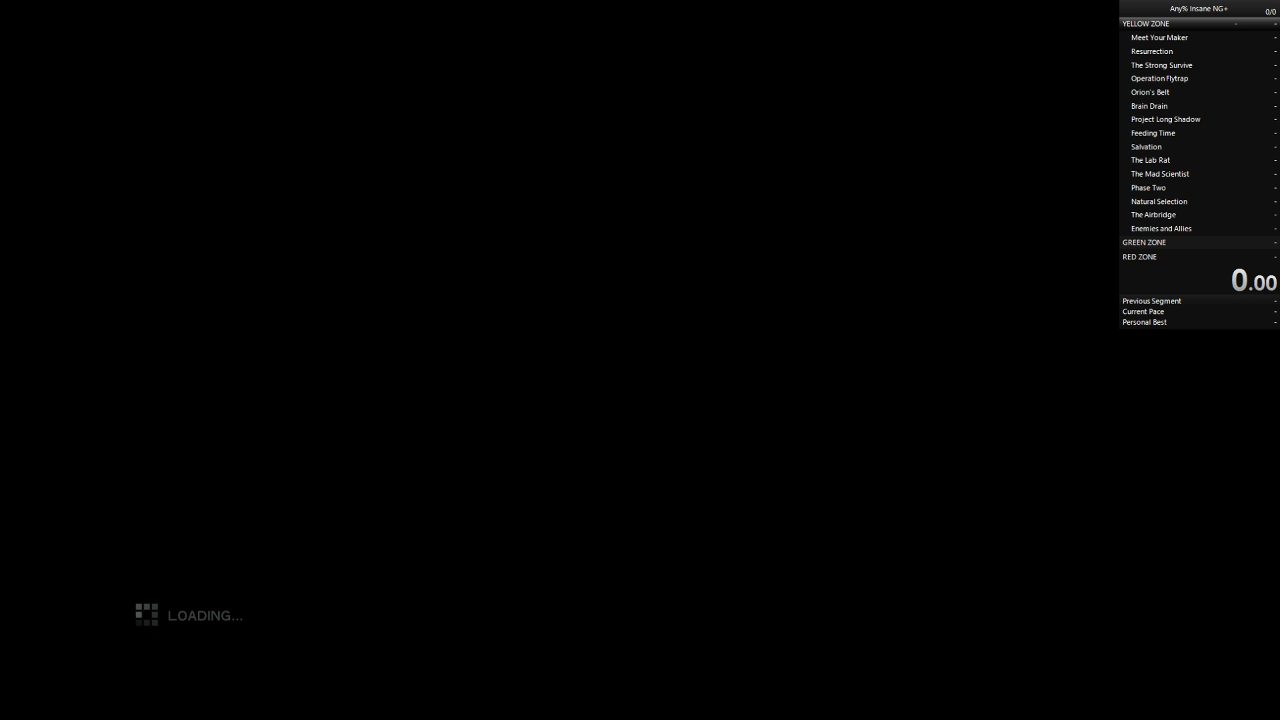 Any% Insane NG+
0/0
YELLOW ZONE - -
Meet Your Maker -
Resurrection -
The Strong Survive -
Operation Flytrap -
Orion's Belt -
Brain Drain -
Project Long Shadow -
Feeding Time -
Salvation -
The Lab Rat -
The Mad Scientist -
Phase Two -
Natural Selection -
The Airbridge -
Enemies and Allies -
GREEN ZONE -
RED ZONE -
0.00
Previous Segment -
Current Pace -
Personal Best -
LOADING...